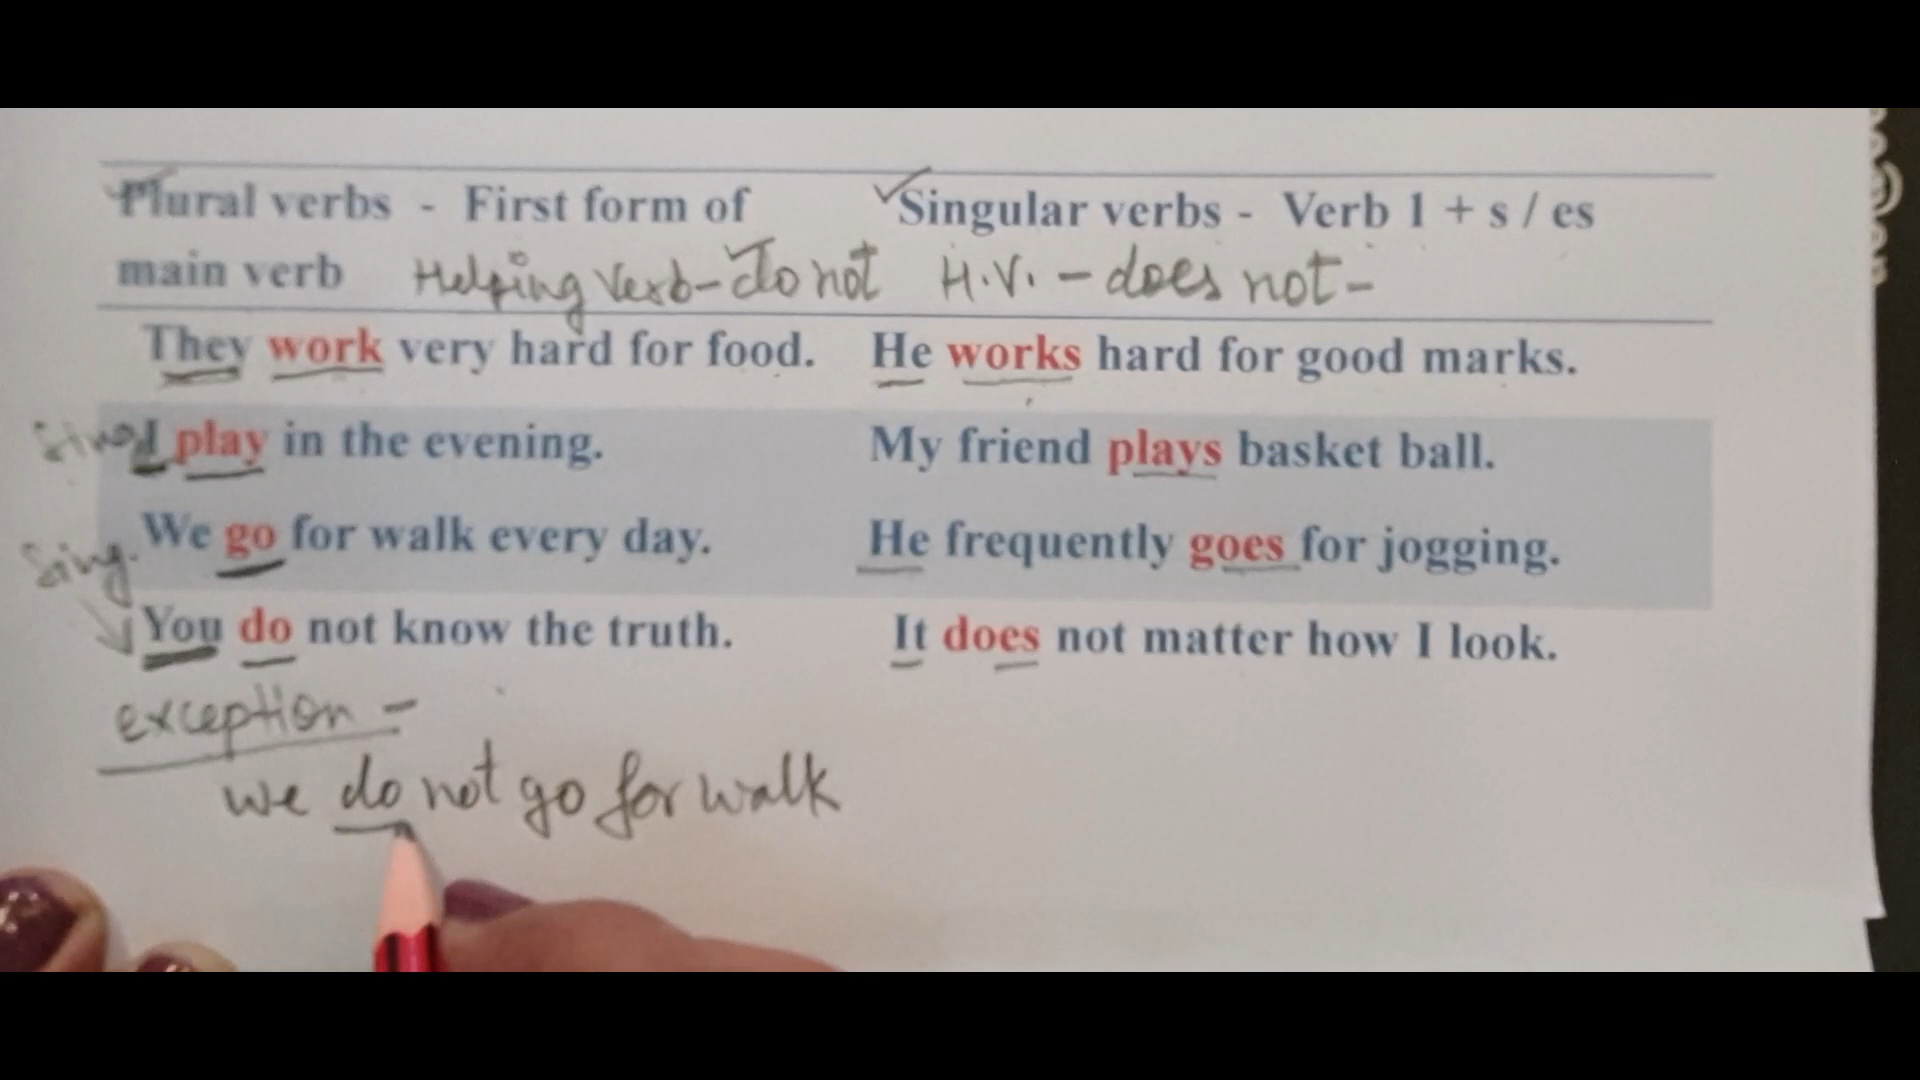 Plural verbs - First form of
main verb Helping Verb - do not
Singular verbs - Verb 1 + s / es
H.V. - does not -
They work very hard for food. He works hard for good marks.
I play in the evening. My friend plays basket ball.
We go for walk every day. He frequently goes for jogging.
Sing.
You do not know the truth. It does not matter how I look.
exception -
we do not go for walk